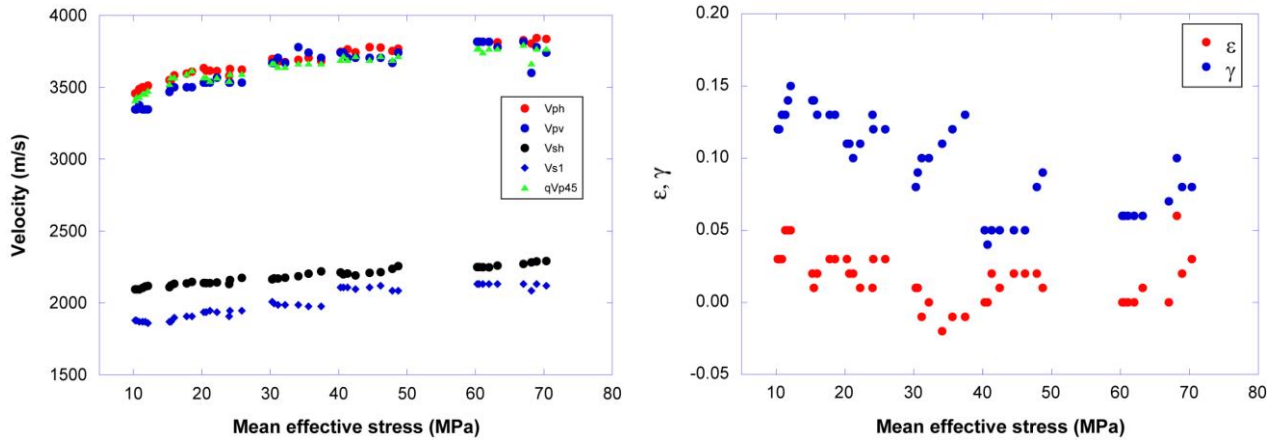 4000
3500
3000
2500
2000
1500
Velocity (m/s)
Vph
Vpv
Vsh
Vs1
qVp45
10 20 30 40 50 60 70 80
Mean effective stress (MPa)
0.20
0.15
0.10
0.05
0.00
-0.05
ε, γ
ε
γ
0 10 20 30 40 50 60 70 80
Mean effective stress (MPa)